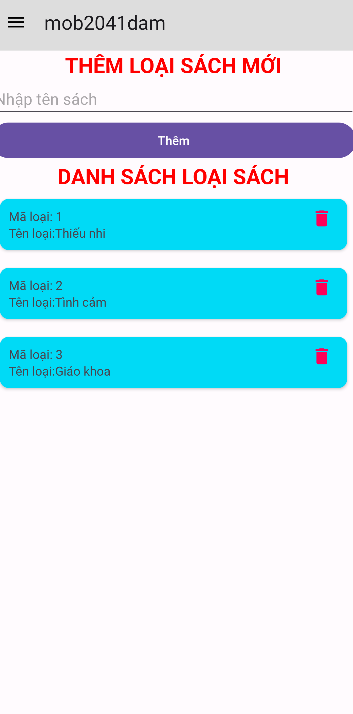 mob2041dam
THÊM LOẠI SÁCH MỚI
Nhập tên sách
Thêm
DANH SÁCH LOẠI SÁCH
Mã loại: 1
Tên loại:Thiếu nhi
Mã loại: 2
Tên loại:Tình cảm
Mã loại: 3
Tên loại:Giáo khoa